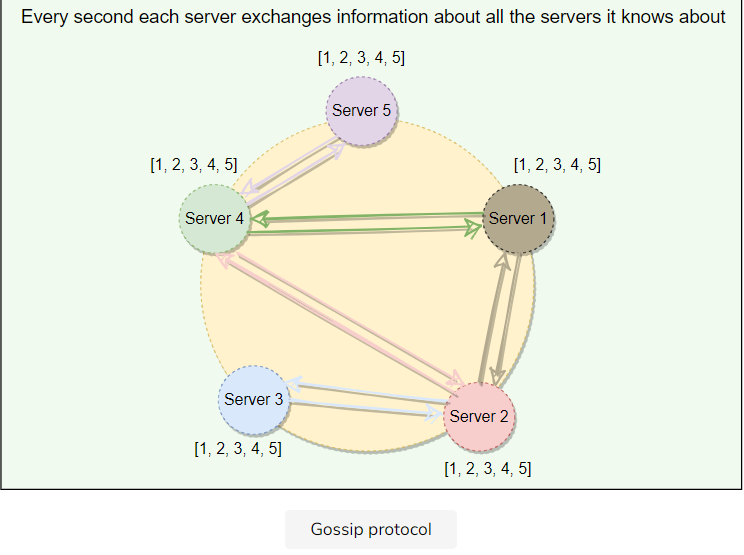 Every second each server exchanges information about all the servers it knows about
[1, 2, 3, 4, 5]
Server 5
[1, 2, 3, 4, 5]
[1, 2, 3, 4, 5]
Server 4
Server 1
Server 3
Server 2
[1, 2, 3, 4, 5]
[1, 2, 3, 4, 5]
Gossip protocol